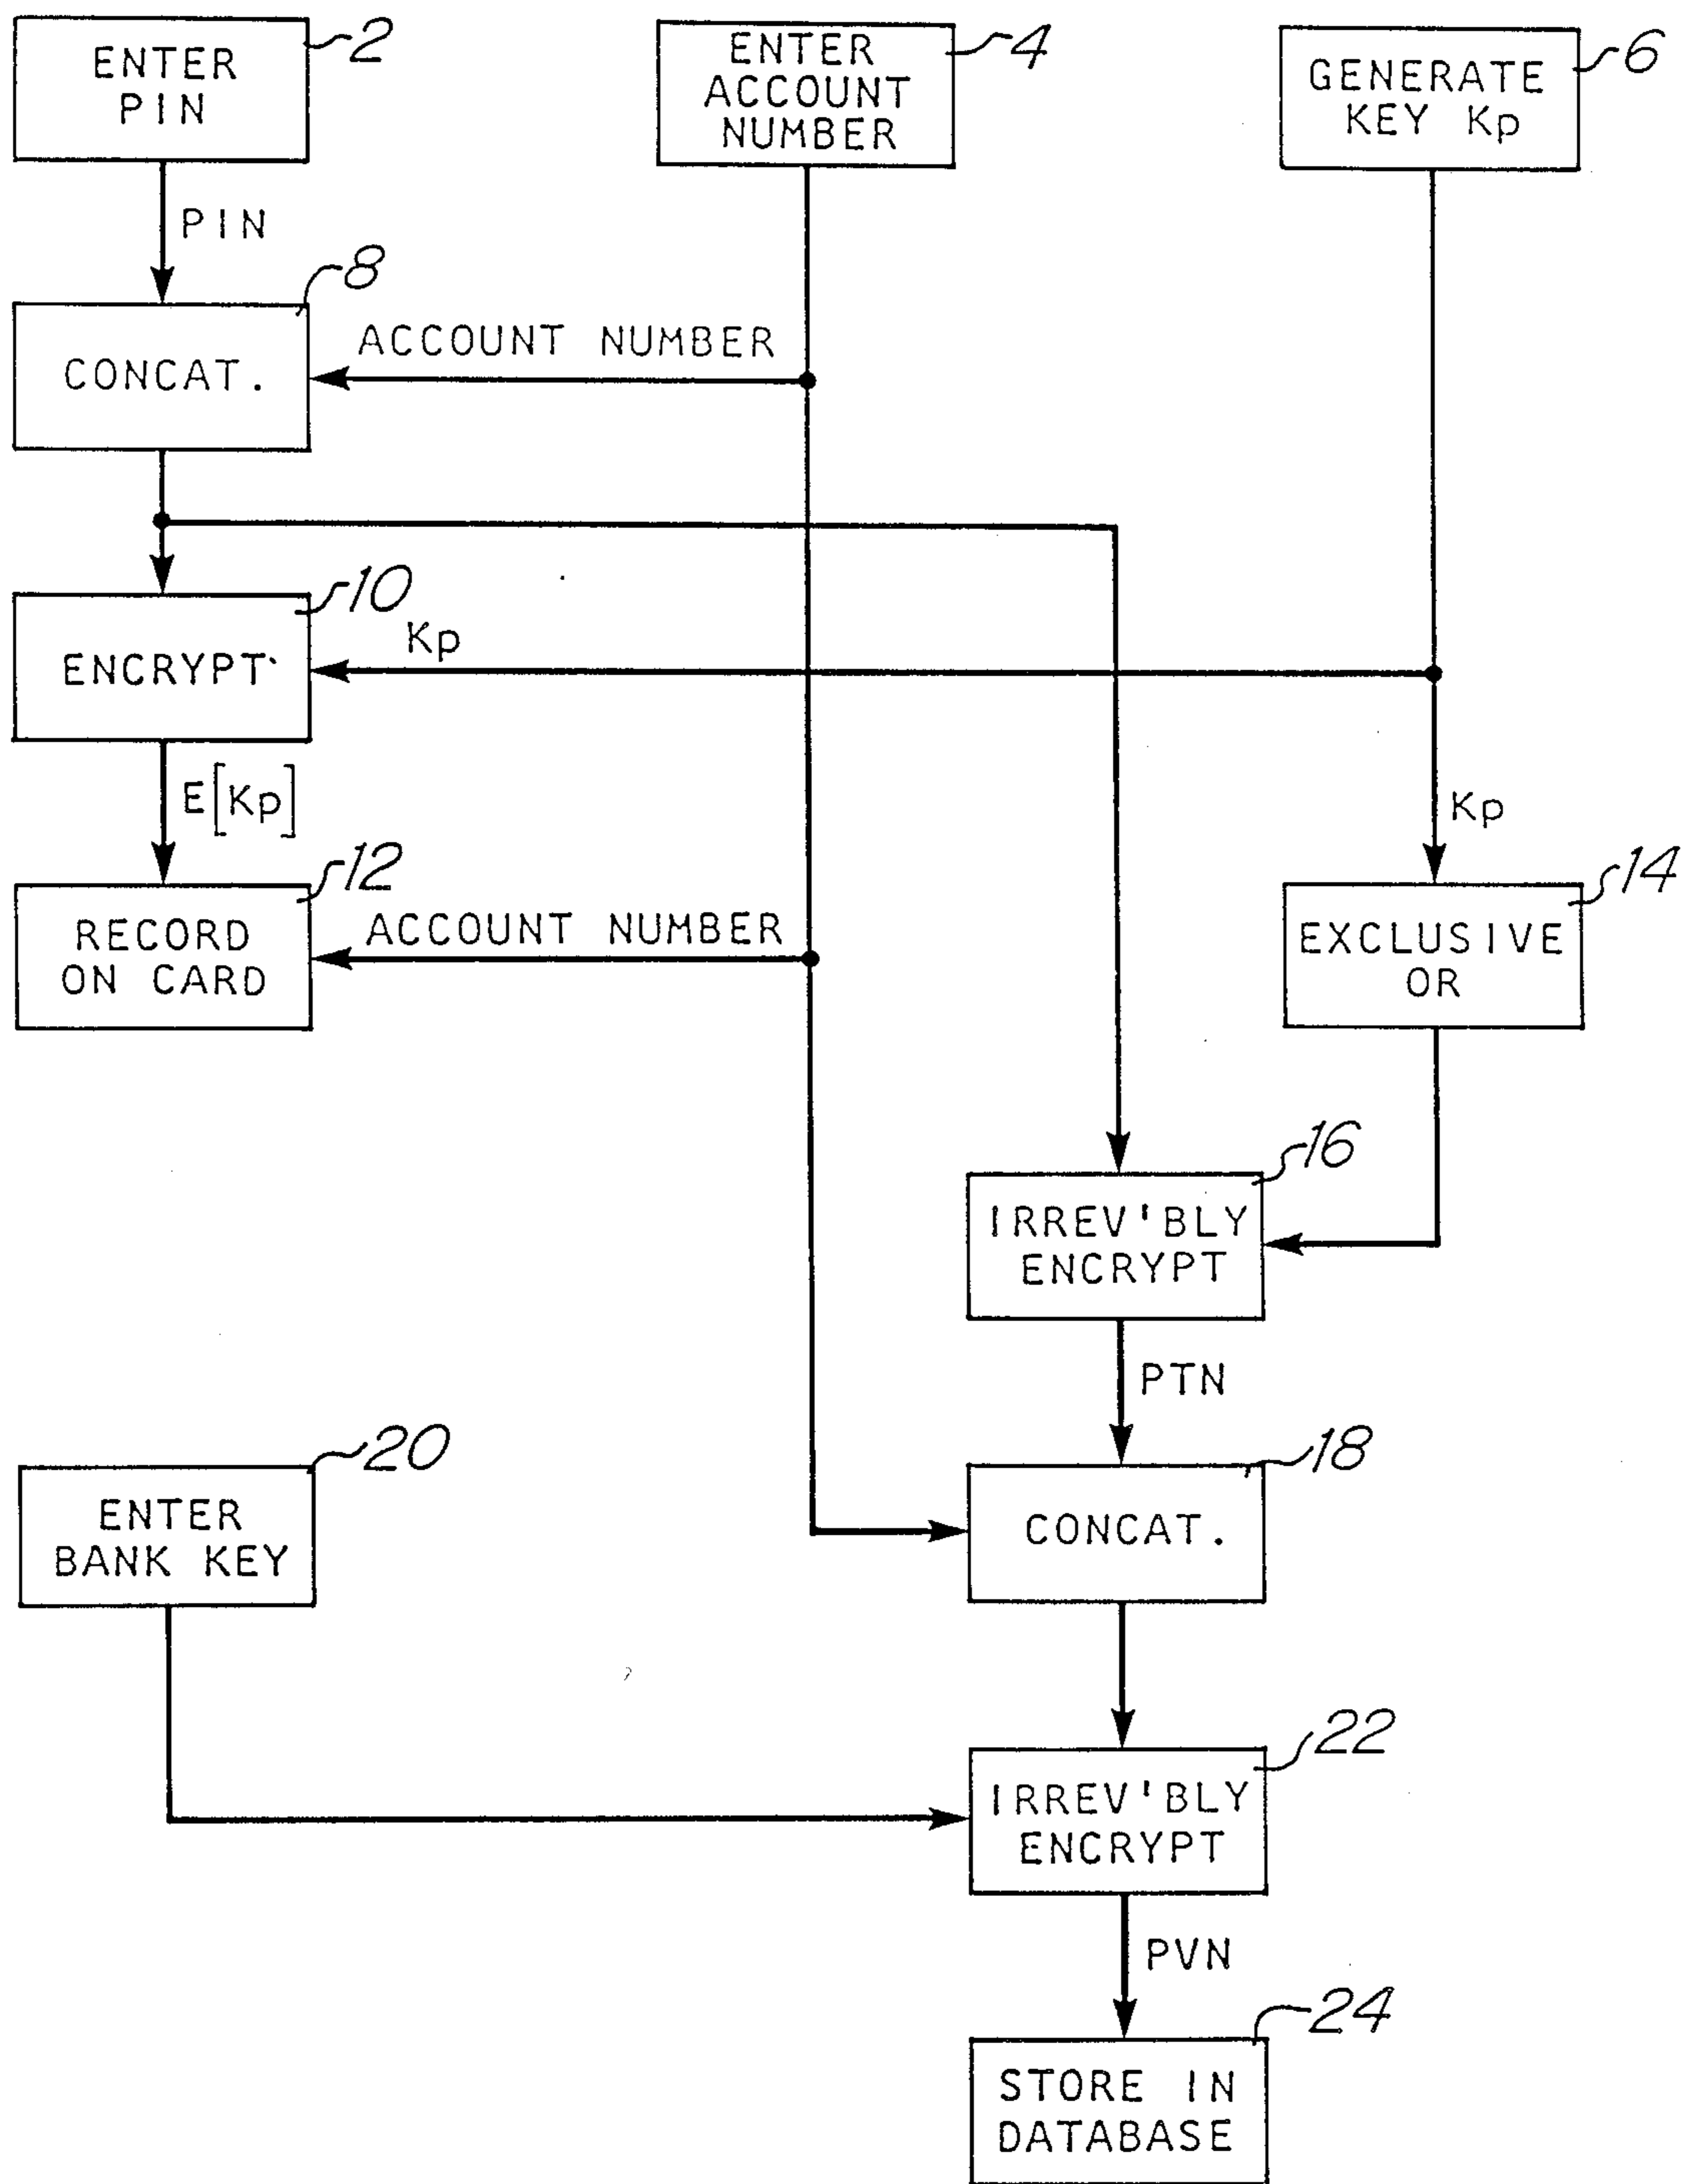 ENTER
PIN
2
ENTER
ACCOUNT
NUMBER
4
GENERATE
KEY Kp
6
PIN
CONCAT.
8
ACCOUNT NUMBER
ENCRYPT
10
Kp
E[Kp]
Kp
RECORD
ON CARD
12
ACCOUNT NUMBER
EXCLUSIVE
OR
14
IRREV'BLY
ENCRYPT
16
PTN
ENTER
BANK KEY
20
CONCAT.
18
IRREV'BLY
ENCRYPT
22
PVN
STORE IN
DATABASE
24